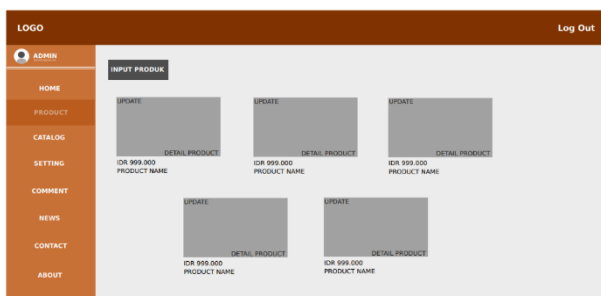 LOGO
Log Out
ADMIN
HOME
PRODUCT
CATALOG
SETTING
COMMENT
NEWS
CONTACT
ABOUT
INPUT PRODUK
UPDATE
DETAIL PRODUCT
IDR 999.000
PRODUCT NAME
UPDATE
DETAIL PRODUCT
IDR 999.000
PRODUCT NAME
UPDATE
DETAIL PRODUCT
IDR 999.000
PRODUCT NAME
UPDATE
DETAIL PRODUCT
IDR 999.000
PRODUCT NAME
UPDATE
DETAIL PRODUCT
IDR 999.000
PRODUCT NAME